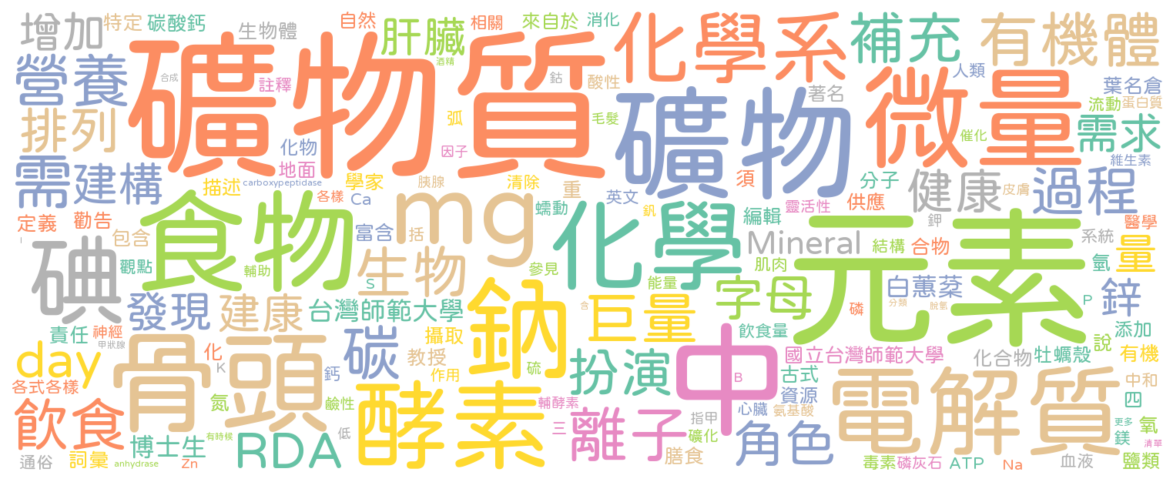 增加
特定
碳酸鈣
生物體
自然
肝臟
相關
來自於
消化
化學系
補充
有機體
營養
合成
註釋
礦物質
酒精
鈷
酸性
著名
人類
葉名倉
排列
弧
毛髮
礦物
微量
流動
蛋白質
需求
催化
化物
因子
維生素
需
建構
地面
carboxypeptidase
描述
學家
各樣
Ca
胰腺
清除
重
英文
須
分子
釩
靈活性
供應
健康
皮膚
過程
鉀
定義
勸告
包含
食物
富含
mg
括
蠕動
化學
編輯
Mineral
結構
合物
系統
醫學
觀點
輔助
碘
生物
參見
肌肉
元素
氫
量
S
能量
白蕙棻
分類
脫氫
P
鋅
發現
健康
台灣師範大學
鈉
含
巨量
字母
磷
添加
責任
神經
甲狀腺
攝取
飲食量
說
day
骨頭
碳
教授
中
國立台灣師範大學
化合物
牡蠣殼
有機
化
K
鈣
作用
硫
扮演
B
古式
資源
電解質
中和
各式各樣
氮
鹼性
酵素
輔酵素
心臟
氨基酸
四
飲食
低
三
離子
指甲
礦化
角色
更多
氧
博士生
有時候
RDA
膳食
鎂
清單
通俗
詞彙
anhydrase
Zn
毒素
磷灰石
ATP
Na
血液
鹽類